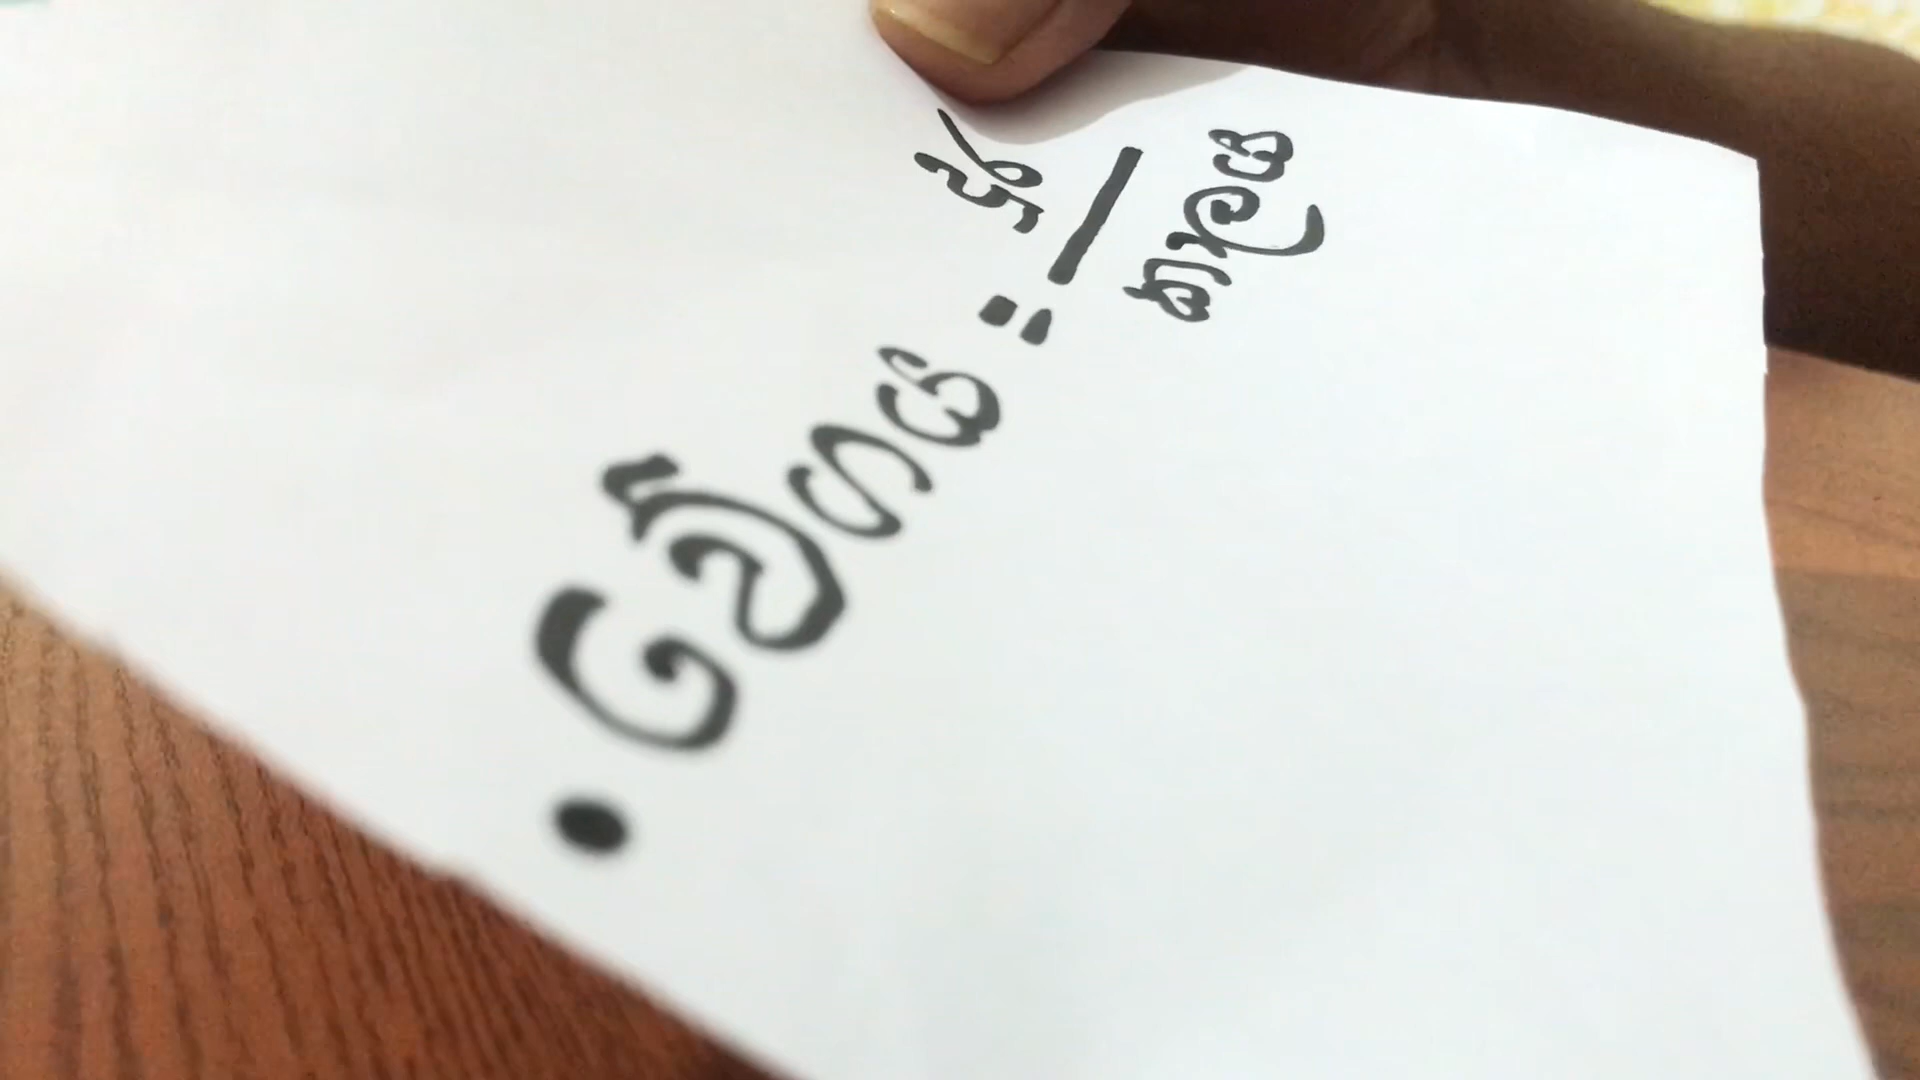 • වේගය = දුර
කාලය